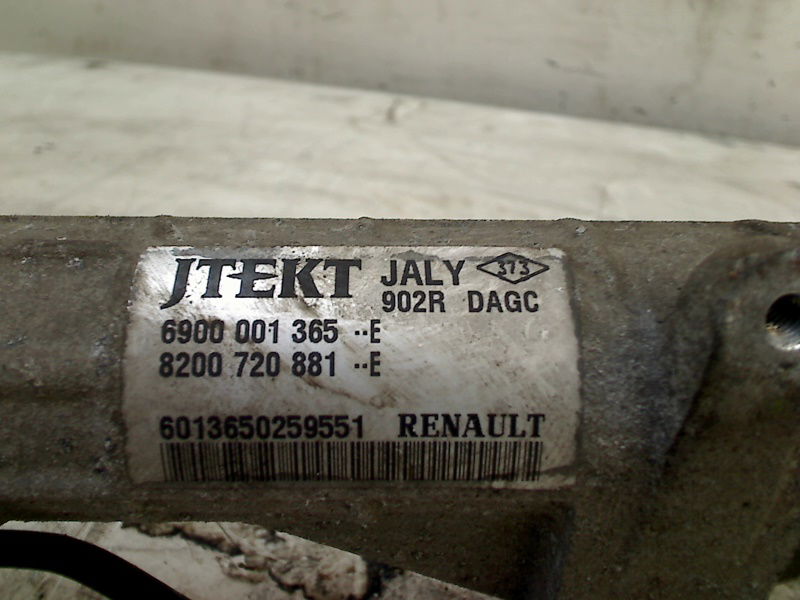 JTEKT JALY 373
902R DAGC
6900 001 365 --E
8200 720 881 --E
6013650259551 RENAULT